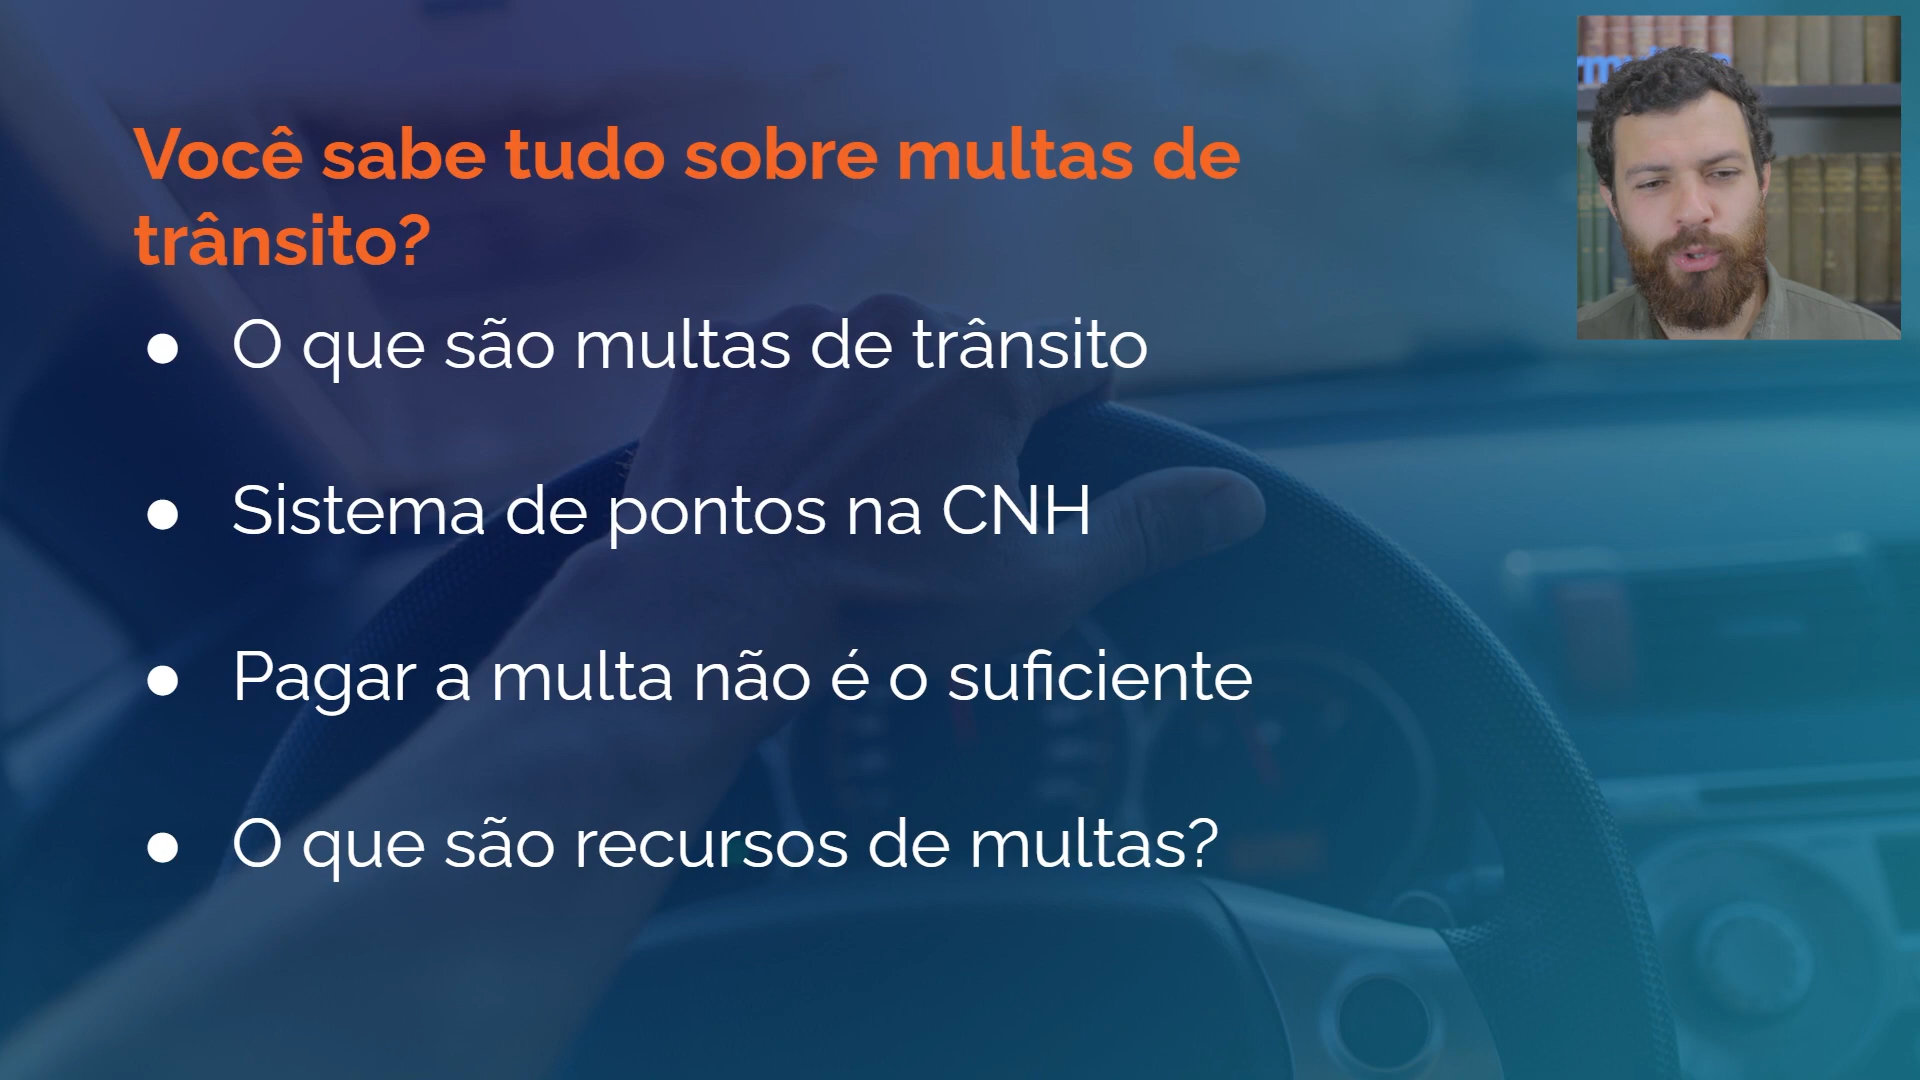 Você sabe tudo sobre multas de
trânsito?
● O que são multas de trânsito
● Sistema de pontos na CNH
● Pagar a multa não é o suficiente
● O que são recursos de multas?